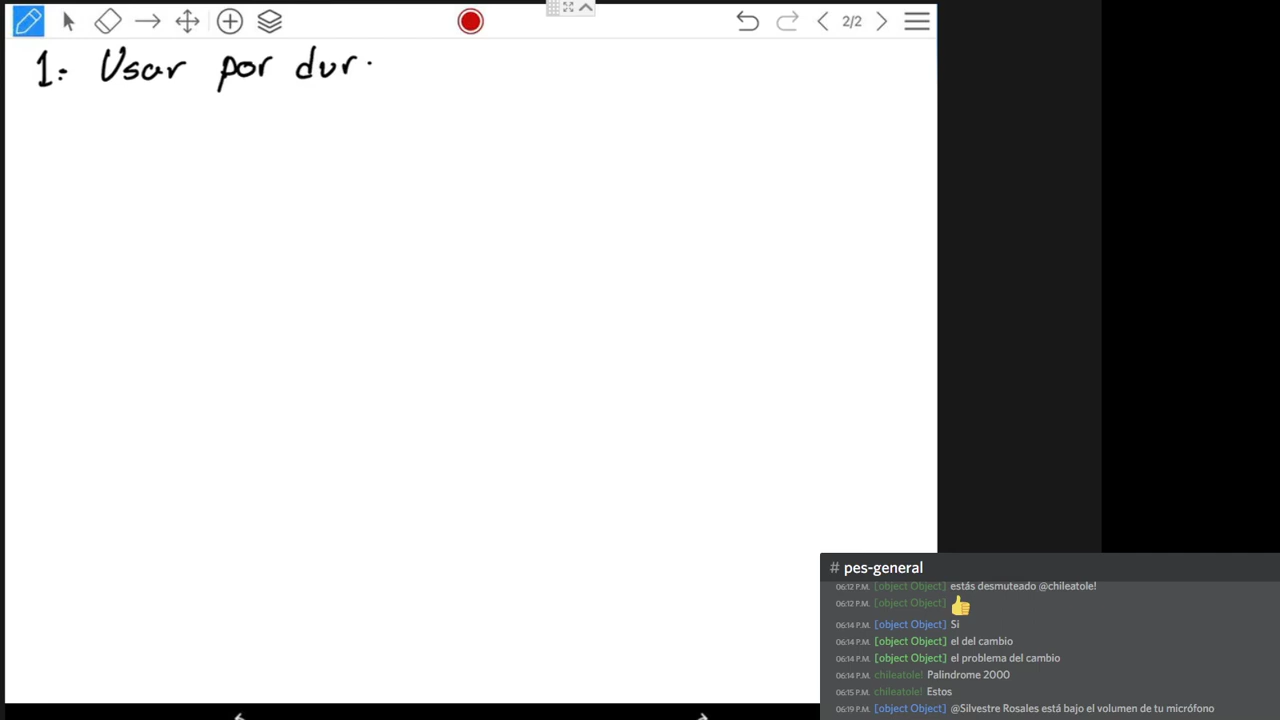 2/2
1: Usar por dur.
# pes-general
06:12 P.M. [object Object] estás desmuteado @chileatole!
06:12 P.M. [object Object] 👍
06:14 P.M. [object Object] Si
06:14 P.M. [object Object] el del cambio
06:14 P.M. [object Object] el problema del cambio
06:14 P.M. chileatole! Palindrome 2000
06:15 P.M. chileatole! Estos
06:19 P.M. [object Object] @Silvestre Rosales está bajo el volumen de tu micrófono